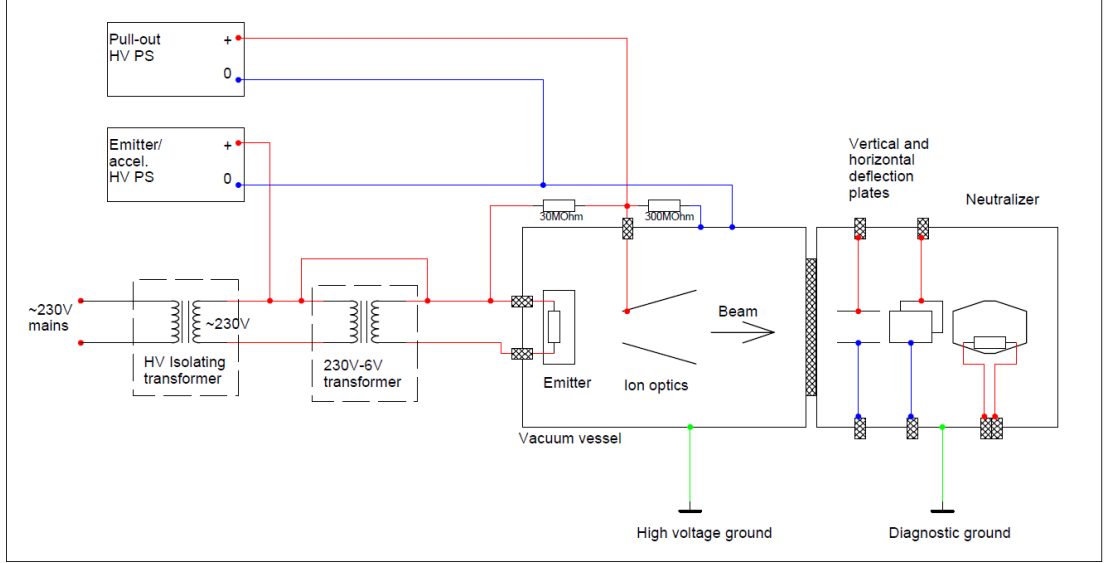 Pull-out
HV PS
+
0
Emitter/
accel.
HV PS
+
0
30MOhm
300MOhm
Vertical and
horizontal
deflection
plates
Neutralizer
~230V
mains
~230V
HV Isolating
transformer
230V-6V
transformer
Emitter
Ion optics
Beam
Vacuum vessel
High voltage ground
Diagnostic ground